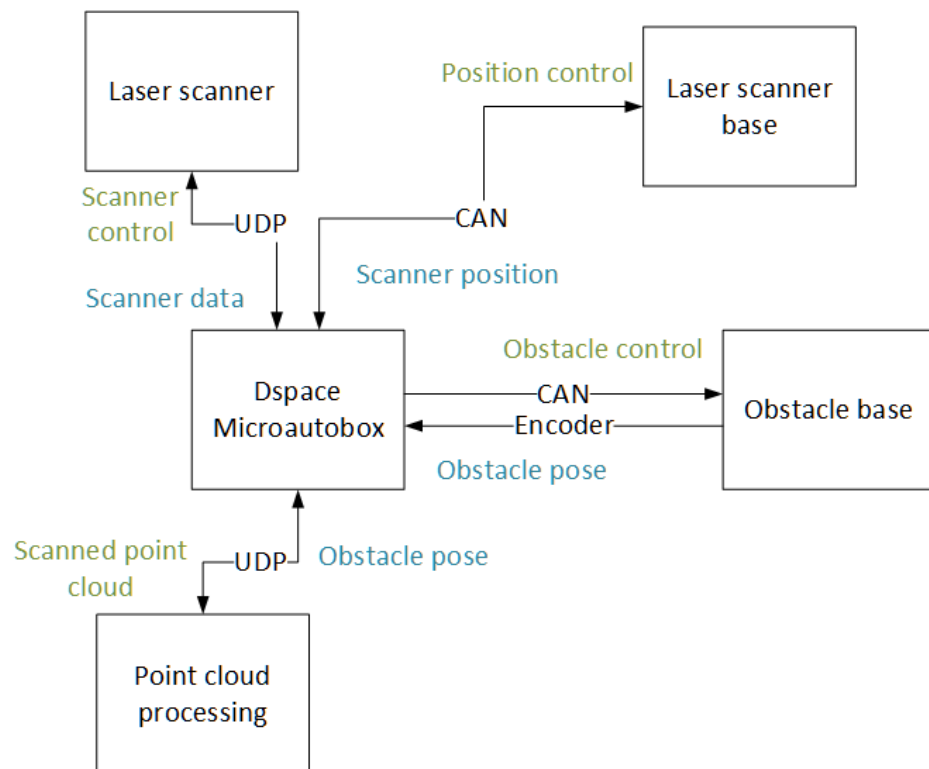 Laser scanner
Position control
Laser scanner
base
Scanner
control
UDP
CAN
Scanner data
Scanner position
Dspace
Microautobox
Obstacle control
CAN
Encoder
Obstacle base
Obstacle pose
Scanned point
cloud
UDP
Obstacle pose
Point cloud
processing